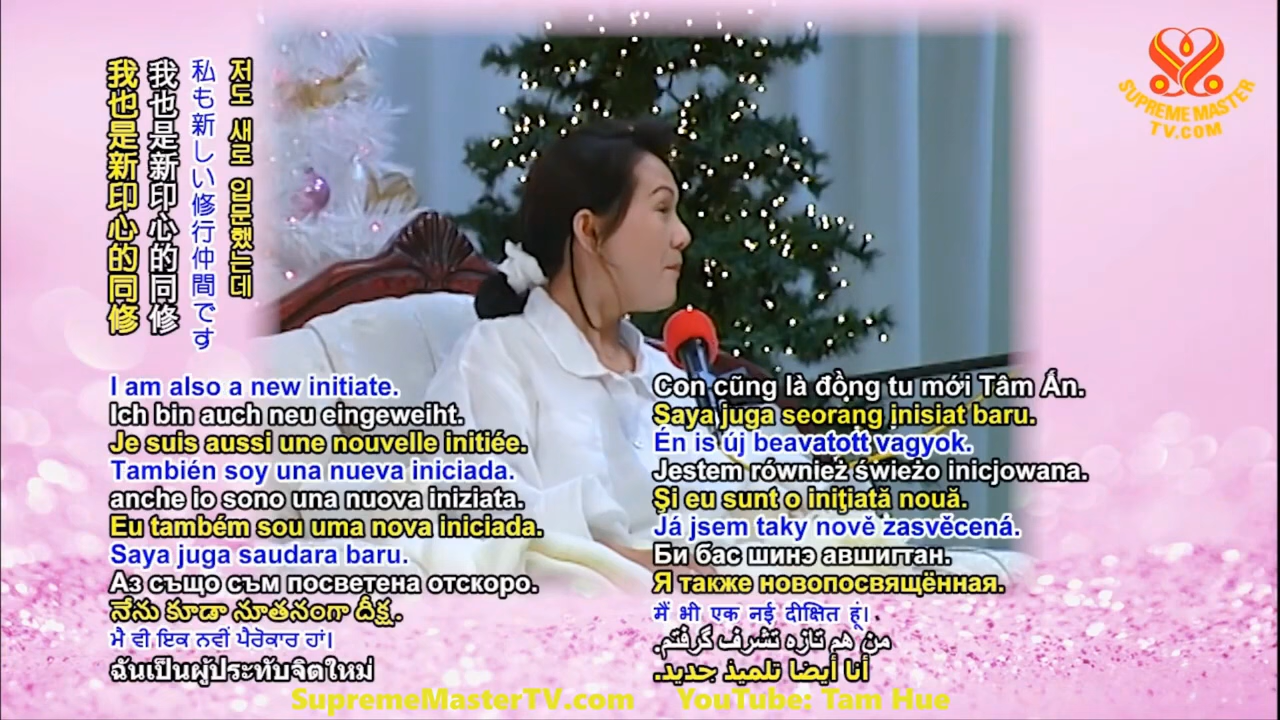 我也是新印心的同修
我也是新印心的同修
私も新しい修行仲間です
저도 새로 입문했는데
SUPREME MASTER
TV.COM
I am also a new initiate.
Ich bin auch neu eingeweiht.
Je suis aussi une nouvelle initiée.
También soy una nueva iniciada.
anche io sono una nuova iniziata.
Eu também sou uma nova iniciada.
Saya juga saudara baru.
Аз също съм посветена отскоро.
నేను కూడా నూతనంగా దీక్ష.
ਮੈ ਵੀ ਇਕ ਨਵੀਂ ਪੈਰੋਕਾਰ ਹਾਂ।
ฉันเป็นผู้ประทับจิตใหม่
Con cũng là đồng tu mới Tâm Ấn.
Saya juga seorang inisiat baru.
Én is új beavatott vagyok.
Jestem również świeżo inicjowana.
Şi eu sunt o iniţiată nouă.
Já jsem taky nově zasvěcená.
Би бас шинэ авшигтан.
Я также новопосвящённая.
मैं भी एक नई दीक्षित हूं।
من هم تازه تشرف گرفتم.
أنا أيضا تلميذ جديد.
SupremeMasterTV.com YouTube: Tam Hue